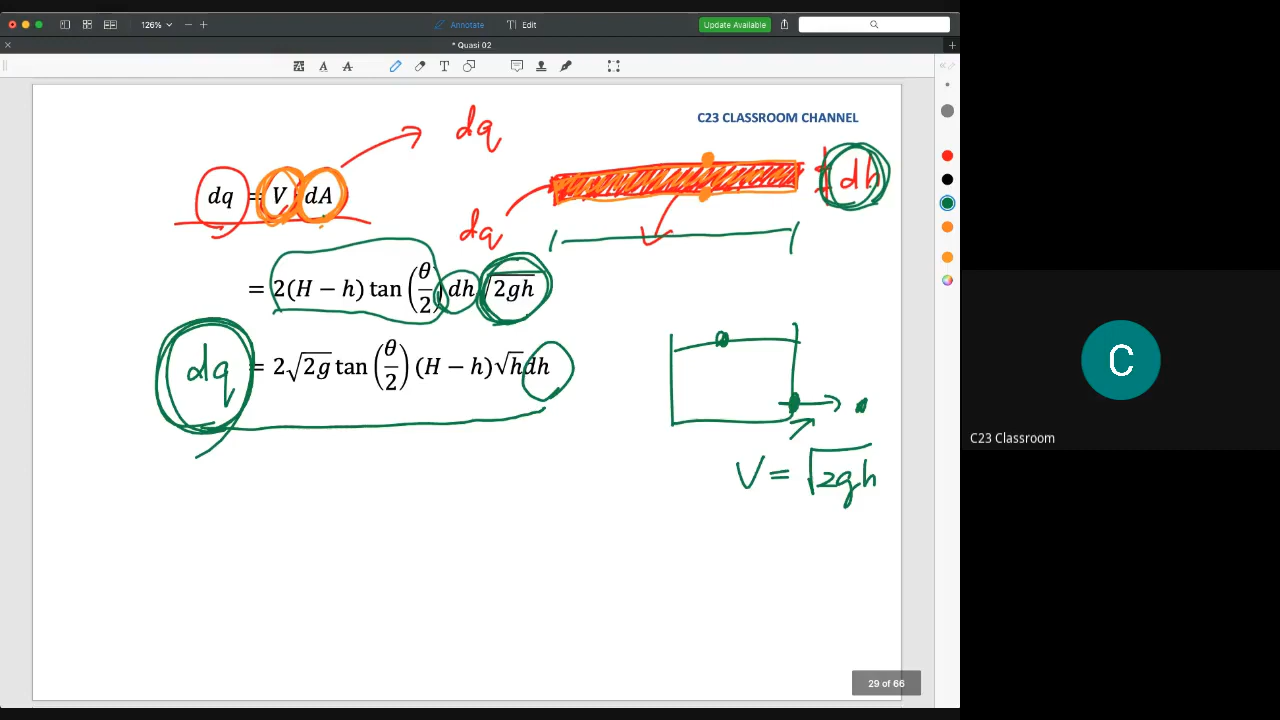 126%
Annotate
Edit
Update Available
* Quasi 02
C23 CLASSROOM CHANNEL
dq
dq = V dA
dh
dq
= 2(H − h) tan (θ/2) dh √2gh
dq = 2√2g tan (θ/2) (H − h)√h dh
V = √2gh
C
C23 Classroom
29 of 66